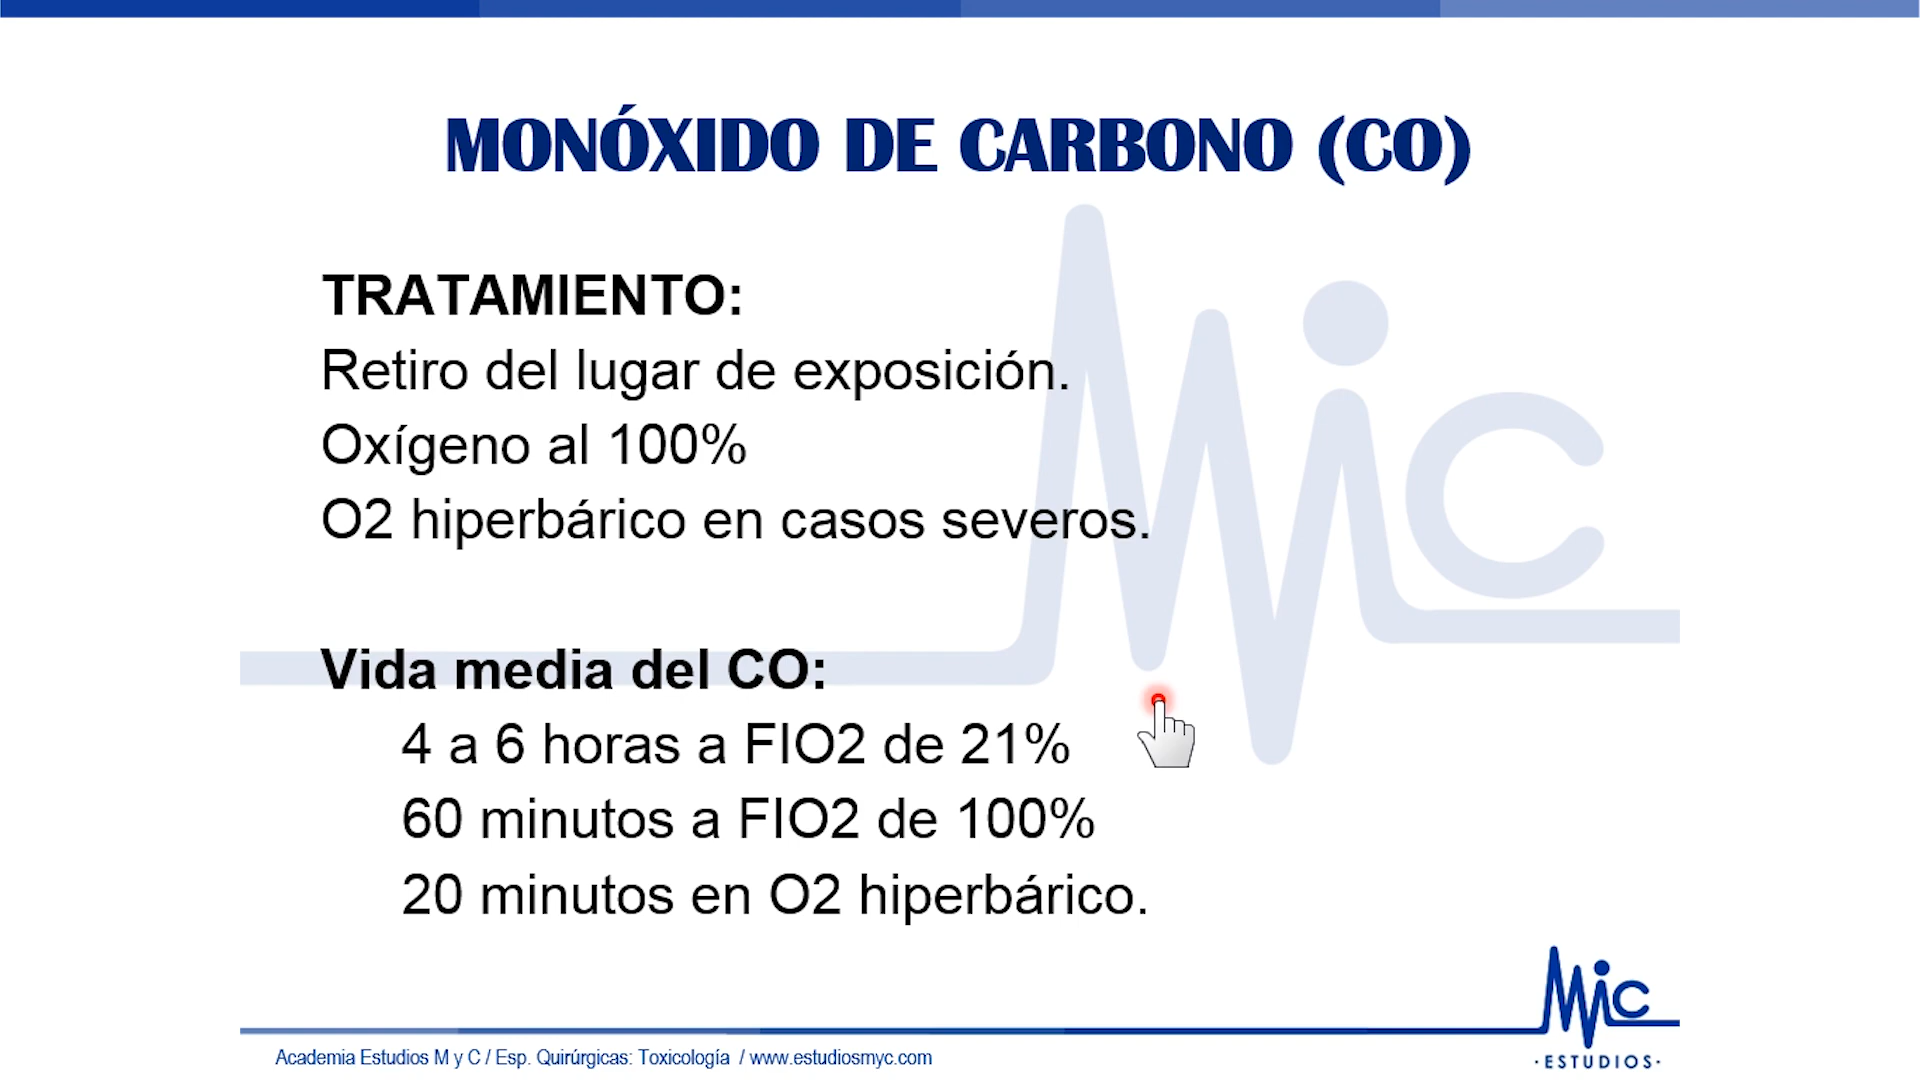 MONÓXIDO DE CARBONO (CO)
TRATAMIENTO:
Retiro del lugar de exposición.
Oxígeno al 100%
O2 hiperbárico en casos severos.
Vida media del CO:
4 a 6 horas a FIO2 de 21%
60 minutos a FIO2 de 100%
20 minutos en O2 hiperbárico.
Academia Estudios M y C / Esp. Quirúrgicas: Toxicología / www.estudiosmyc.com
MiC
·ESTUDIOS·
MiC